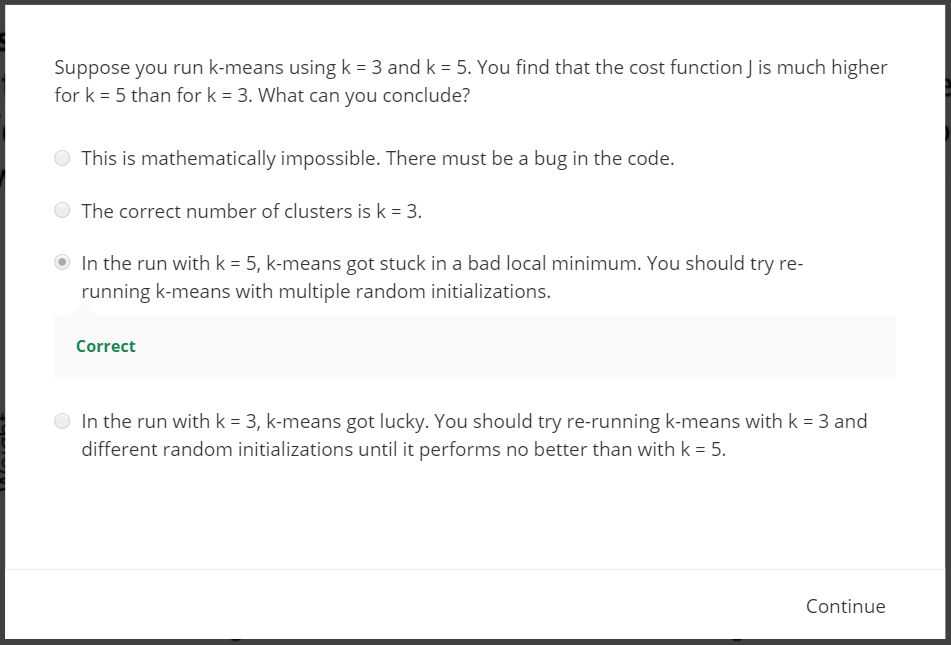 Suppose you run k-means using k = 3 and k = 5. You find that the cost function J is much higher
for k = 5 than for k = 3. What can you conclude?
This is mathematically impossible. There must be a bug in the code.
The correct number of clusters is k = 3.
In the run with k = 5, k-means got stuck in a bad local minimum. You should try re-
running k-means with multiple random initializations.
Correct
In the run with k = 3, k-means got lucky. You should try re-running k-means with k = 3 and
different random initializations until it performs no better than with k = 5.
Continue